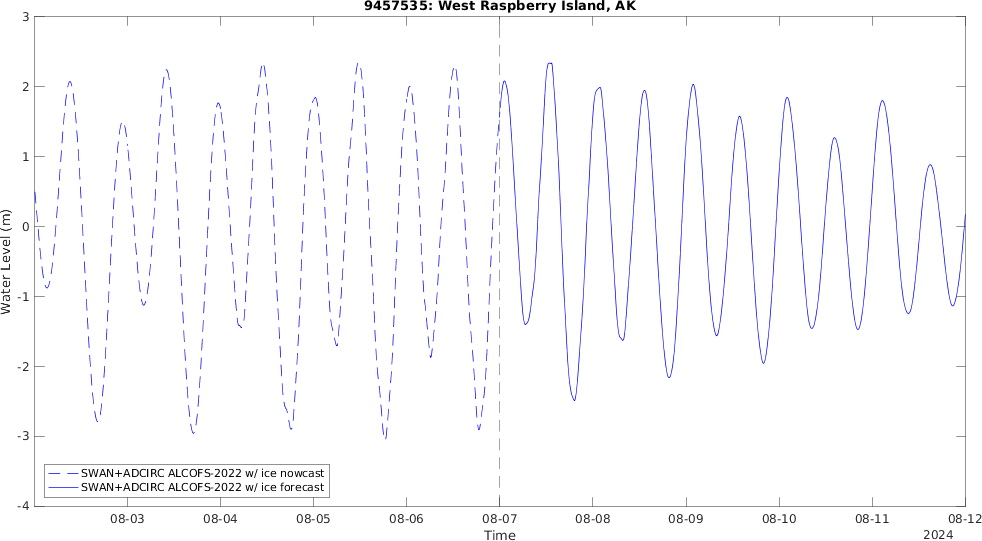 9457535: West Raspberry Island, AK
3
2
1
0
-1
-2
-3
-4
Water Level (m)
SWAN+ADCIRC ALCOFS-2022 w/ ice nowcast
SWAN+ADCIRC ALCOFS-2022 w/ ice forecast
08-03 08-04 08-05 08-06 08-07 08-08 08-09 08-10 08-11 08-12
Time
2024